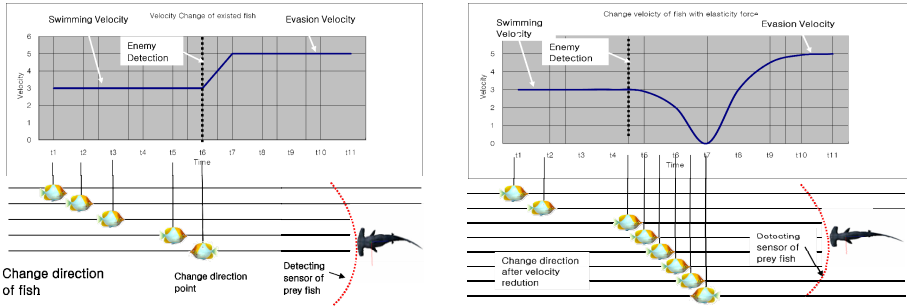 Velocity Change of existed fish
Swimming Velocity
Evasion Velocity
Enemy
Detection
Velocity
6
5
4
3
2
1
0
t1 t2 t3 t4 t5 t6 t7 t8 t9 t10 t11
Time
Change direction
of fish
Change direction
point
Detecting
sensor of
prey fish
Change veloicty of fish with elasticity force
Swimming
Velocity
Evasion Velocity
Enemy
Detection
Velocity
6
5
4
3
2
1
0
t1 t2 t3 t4 t5 t6 t7 t8 t9 t10 t11
Time
Change direction
after velocity
redution
Detecting
sensor of
prey fish